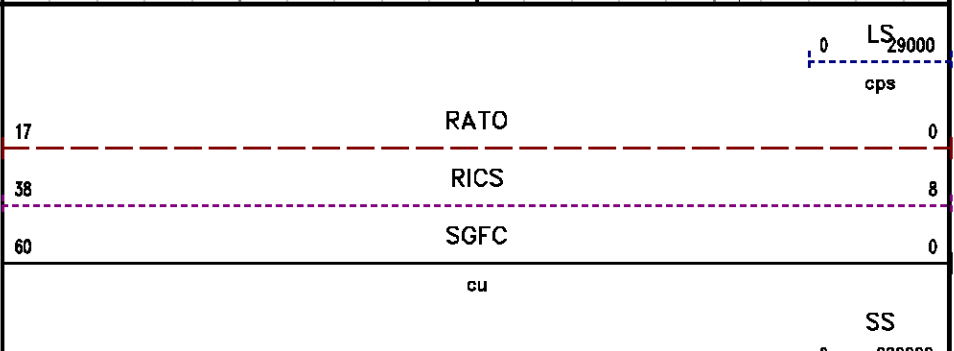 LS
0 29000
cps
RATO
17 0
RICS
38 8
SGFC
60 0
cu
SS